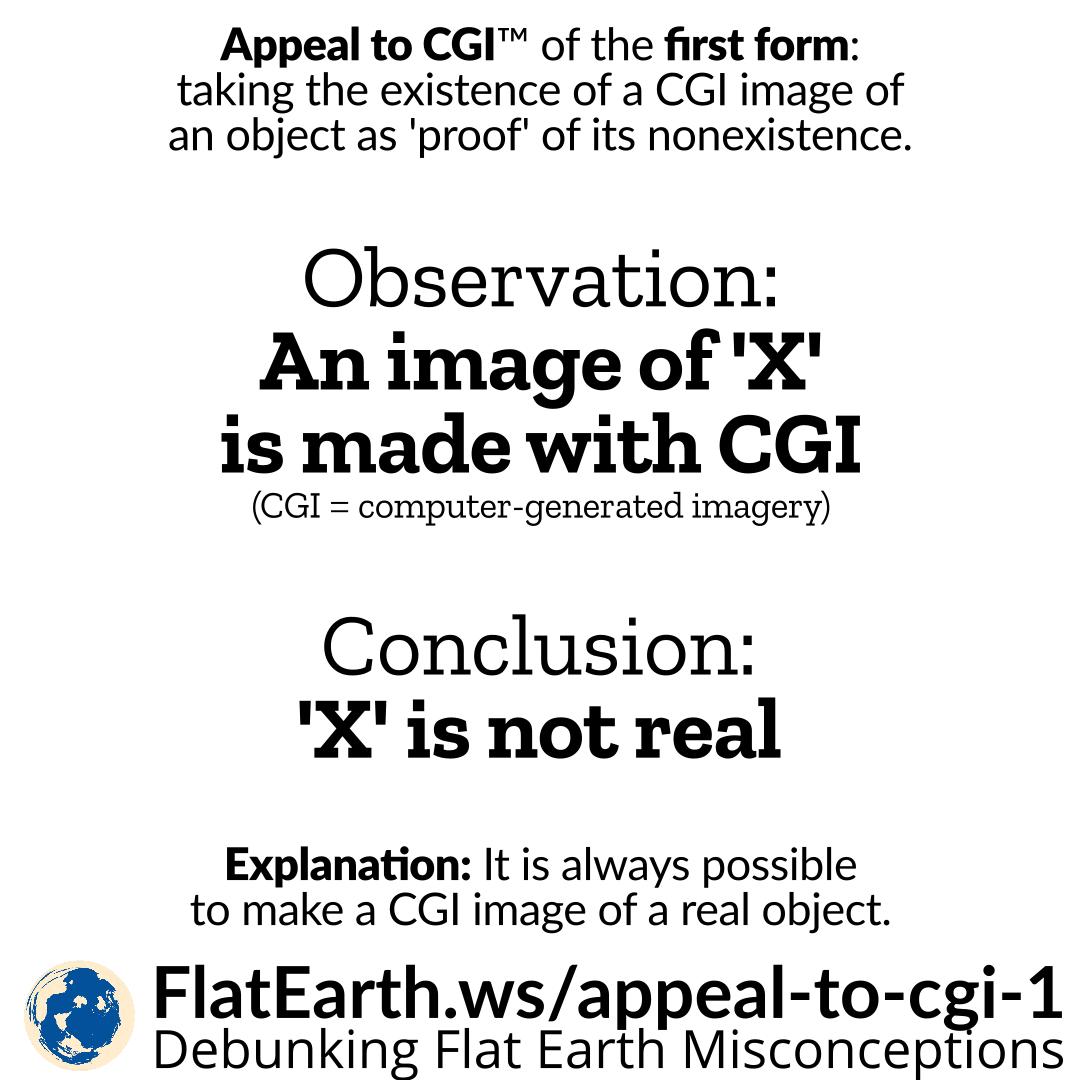 Appeal to CGI™ of the first form:
taking the existence of a CGI image of
an object as 'proof' of its nonexistence.
Observation:
An image of 'X'
is made with CGI
(CGI = computer-generated imagery)
Conclusion:
'X' is not real
Explanation: It is always possible
to make a CGI image of a real object.
FlatEarth.ws/appeal-to-cgi-1
Debunking Flat Earth Misconceptions